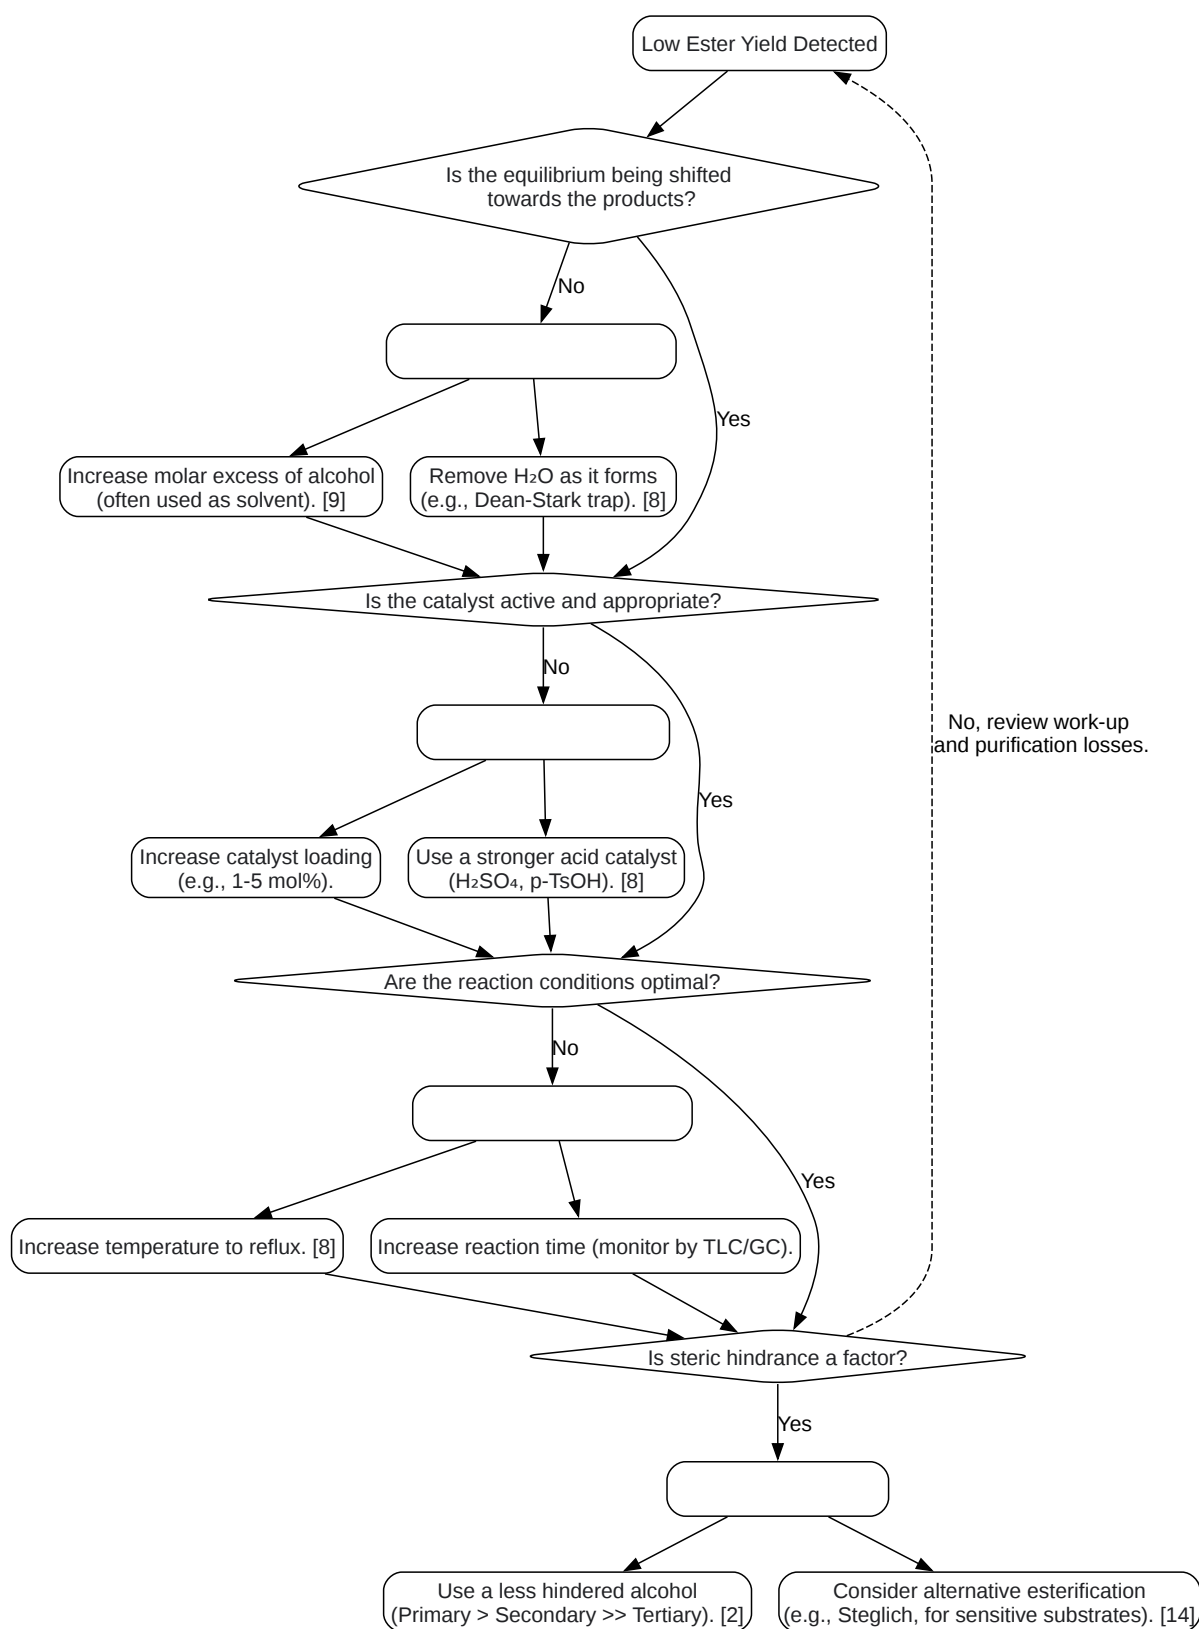 Low Ester Yield Detected
Is the equilibrium being shifted
towards the products?
No
Yes
Increase molar excess of alcohol
(often used as solvent). [9]
Remove H₂O as it forms
(e.g., Dean-Stark trap). [8]
Is the catalyst active and appropriate?
No
No, review work-up
and purification losses.
Yes
Increase catalyst loading
(e.g., 1-5 mol%).
Use a stronger acid catalyst
(H₂SO₄, p-TsOH). [8]
Are the reaction conditions optimal?
No
Yes
Increase temperature to reflux. [8]
Increase reaction time (monitor by TLC/GC).
Is steric hindrance a factor?
Yes
Use a less hindered alcohol
(Primary > Secondary >> Tertiary). [2]
Consider alternative esterification
(e.g., Steglich, for sensitive substrates). [14]